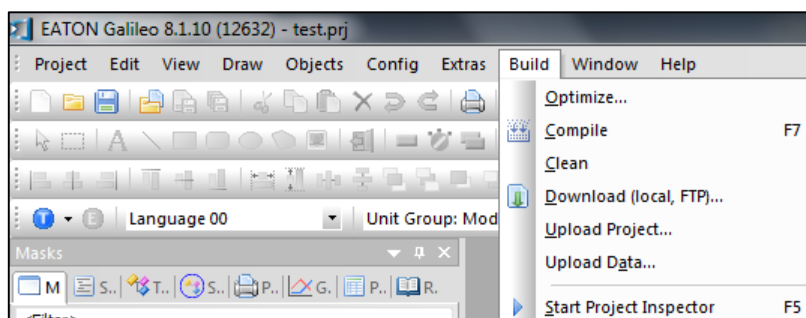 EATON Galileo 8.1.10 (12632) - test.prj
Project Edit View Draw Objects Config Extras Build Window Help
Optimize...
Compile F7
Clean
Download (local, FTP)...
Language 00 Unit Group: Mod
Upload Project...
Masks
Upload Data...
M S.. T.. S.. P.. G. P.. R.
Start Project Inspector F5